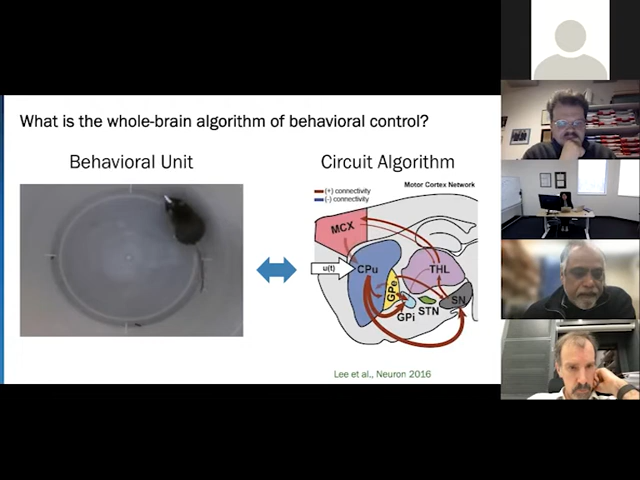 What is the whole-brain algorithm of behavioral control?
Behavioral Unit
Circuit Algorithm
Motor Cortex Network
(+) connectivity
(-) connectivity
MCX
u(t)
CPu
THL
GPe
GPi
STN
SN
Lee et al., Neuron 2016